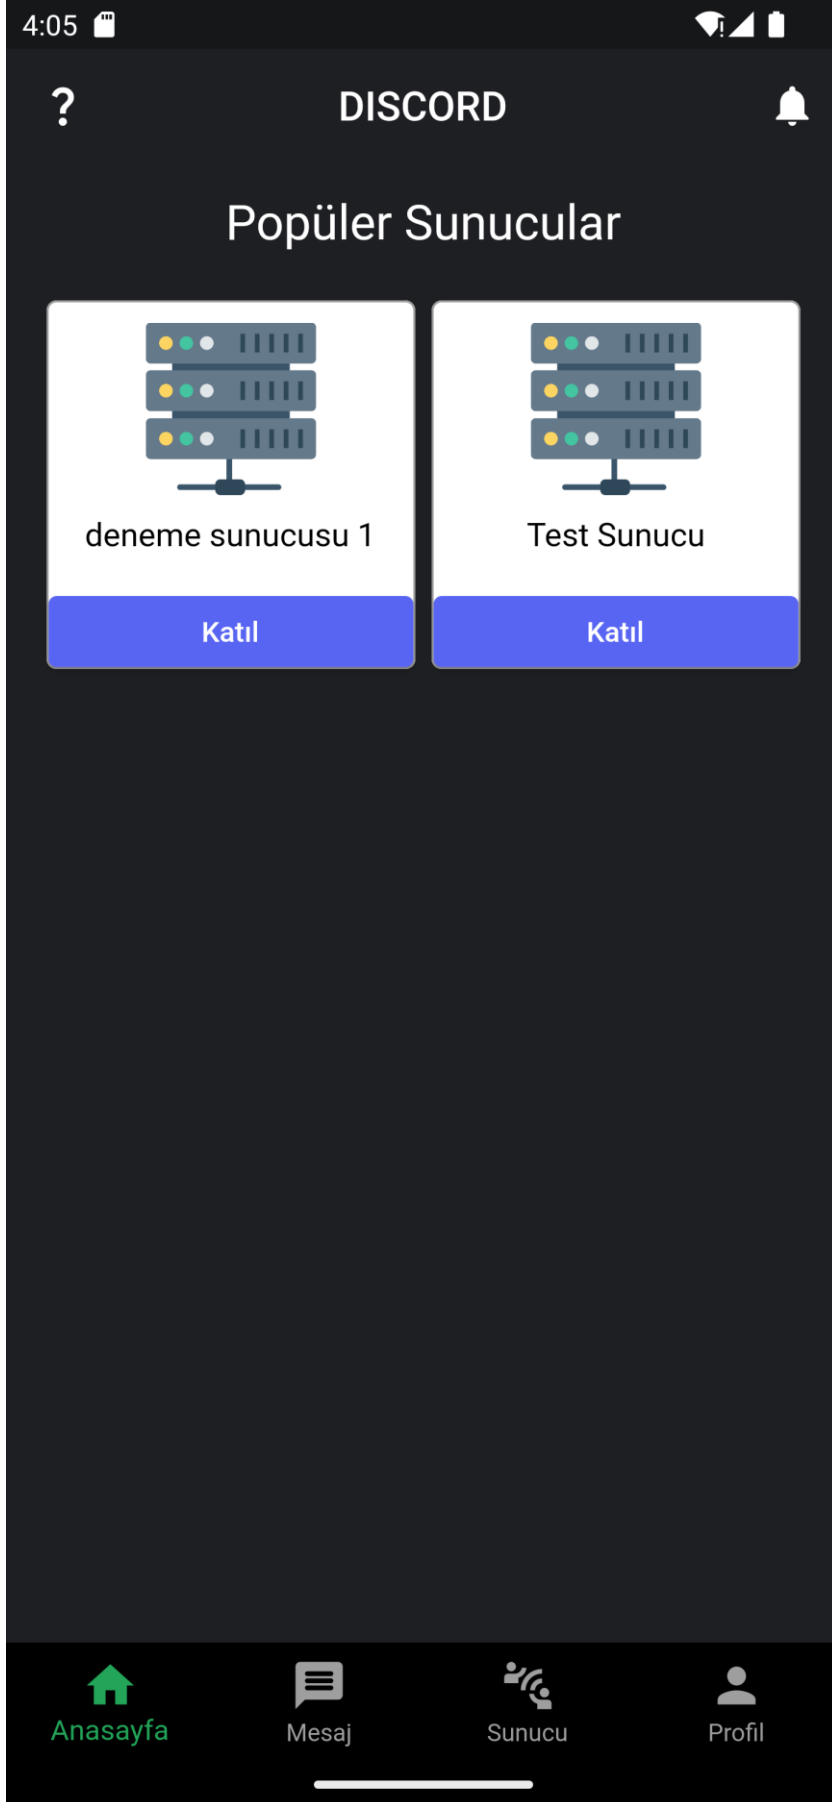 4:05
?
DISCORD
Popüler Sunucular
deneme sunucusu 1
Test Sunucu
Katıl
Katıl
Anasayfa
Mesaj
Sunucu
Profil